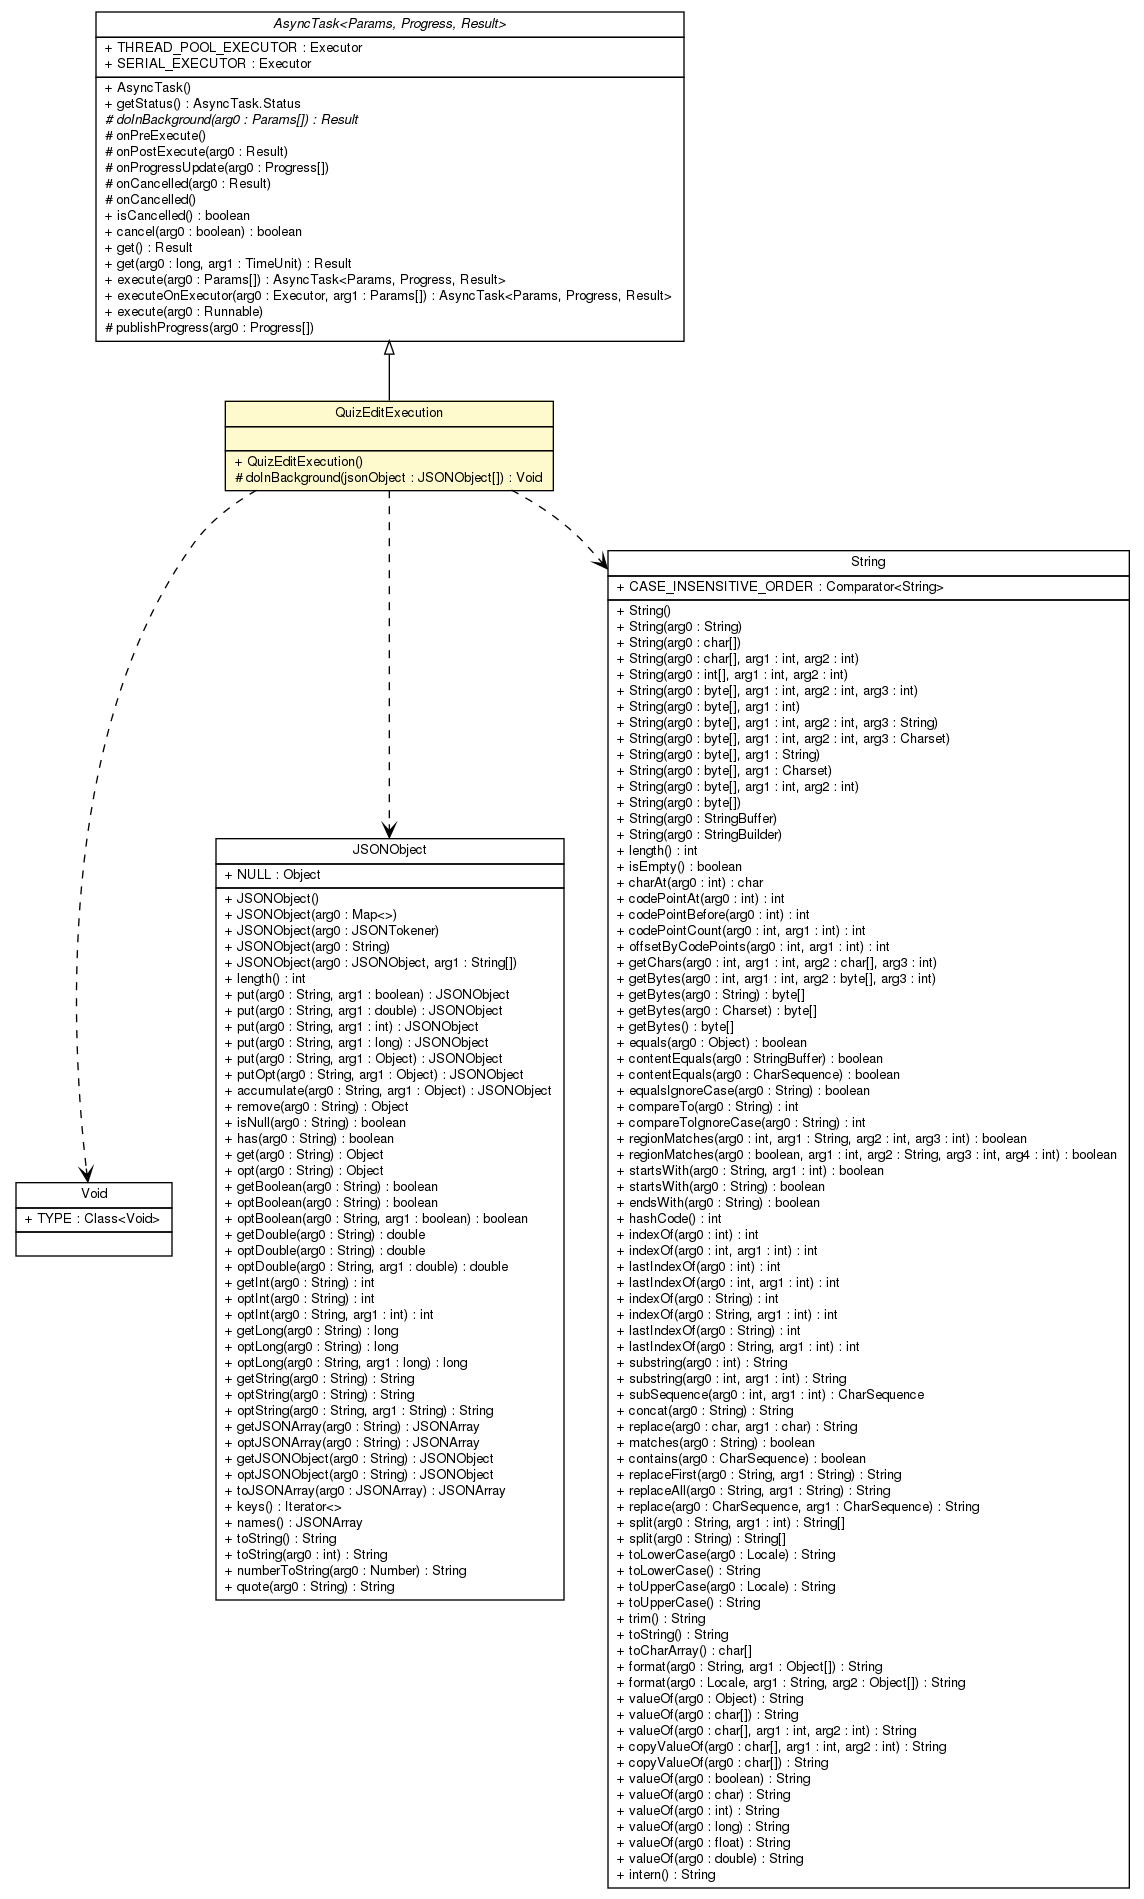 AsyncTask<Params, Progress, Result>
+ THREAD_POOL_EXECUTOR : Executor
+ SERIAL_EXECUTOR : Executor
+ AsyncTask()
+ getStatus() : AsyncTask.Status
# doInBackground(arg0 : Params[]) : Result
# onPreExecute()
# onPostExecute(arg0 : Result)
# onProgressUpdate(arg0 : Progress[])
# onCancelled(arg0 : Result)
# onCancelled()
+ isCancelled() : boolean
+ cancel(arg0 : boolean) : boolean
+ get() : Result
+ get(arg0 : long, arg1 : TimeUnit) : Result
+ execute(arg0 : Params[]) : AsyncTask<Params, Progress, Result>
+ executeOnExecutor(arg0 : Executor, arg1 : Params[]) : AsyncTask<Params, Progress, Result>
+ execute(arg0 : Runnable)
# publishProgress(arg0 : Progress[])
QuizEditExecution
+ QuizEditExecution()
# doInBackground(jsonObject : JSONObject[]) : Void
Void
+ TYPE : Class<Void>
JSONObject
+ NULL : Object
+ JSONObject()
+ JSONObject(arg0 : Map<>)
+ JSONObject(arg0 : JSONTokener)
+ JSONObject(arg0 : String)
+ JSONObject(arg0 : JSONObject, arg1 : String[])
+ length() : int
+ put(arg0 : String, arg1 : boolean) : JSONObject
+ put(arg0 : String, arg1 : double) : JSONObject
+ put(arg0 : String, arg1 : int) : JSONObject
+ put(arg0 : String, arg1 : long) : JSONObject
+ put(arg0 : String, arg1 : Object) : JSONObject
+ putOpt(arg0 : String, arg1 : Object) : JSONObject
+ accumulate(arg0 : String, arg1 : Object) : JSONObject
+ remove(arg0 : String) : Object
+ isNull(arg0 : String) : boolean
+ has(arg0 : String) : boolean
+ get(arg0 : String) : Object
+ opt(arg0 : String) : Object
+ getBoolean(arg0 : String) : boolean
+ optBoolean(arg0 : String) : boolean
+ optBoolean(arg0 : String, arg1 : boolean) : boolean
+ getDouble(arg0 : String) : double
+ optDouble(arg0 : String) : double
+ optDouble(arg0 : String, arg1 : double) : double
+ getInt(arg0 : String) : int
+ optInt(arg0 : String) : int
+ optInt(arg0 : String, arg1 : int) : int
+ getLong(arg0 : String) : long
+ optLong(arg0 : String) : long
+ optLong(arg0 : String, arg1 : long) : long
+ getString(arg0 : String) : String
+ optString(arg0 : String) : String
+ optString(arg0 : String, arg1 : String) : String
+ getJSONArray(arg0 : String) : JSONArray
+ optJSONArray(arg0 : String) : JSONArray
+ getJSONObject(arg0 : String) : JSONObject
+ optJSONObject(arg0 : String) : JSONObject
+ toJSONArray(arg0 : JSONArray) : JSONArray
+ keys() : Iterator<>
+ names() : JSONArray
+ toString() : String
+ toString(arg0 : int) : String
+ numberToString(arg0 : Number) : String
+ quote(arg0 : String) : String
String
+ CASE_INSENSITIVE_ORDER : Comparator<String>
+ String()
+ String(arg0 : String)
+ String(arg0 : char[])
+ String(arg0 : char[], arg1 : int, arg2 : int)
+ String(arg0 : int[], arg1 : int, arg2 : int)
+ String(arg0 : byte[], arg1 : int, arg2 : int, arg3 : int)
+ String(arg0 : byte[], arg1 : int)
+ String(arg0 : byte[], arg1 : int, arg2 : int, arg3 : String)
+ String(arg0 : byte[], arg1 : int, arg2 : int, arg3 : Charset)
+ String(arg0 : byte[], arg1 : String)
+ String(arg0 : byte[], arg1 : Charset)
+ String(arg0 : byte[], arg1 : int, arg2 : int)
+ String(arg0 : byte[])
+ String(arg0 : StringBuffer)
+ String(arg0 : StringBuilder)
+ length() : int
+ isEmpty() : boolean
+ charAt(arg0 : int) : char
+ codePointAt(arg0 : int) : int
+ codePointBefore(arg0 : int) : int
+ codePointCount(arg0 : int, arg1 : int) : int
+ offsetByCodePoints(arg0 : int, arg1 : int) : int
+ getChars(arg0 : int, arg1 : int, arg2 : char[], arg3 : int)
+ getBytes(arg0 : int, arg1 : int, arg2 : byte[], arg3 : int)
+ getBytes(arg0 : String) : byte[]
+ getBytes(arg0 : Charset) : byte[]
+ getBytes() : byte[]
+ equals(arg0 : Object) : boolean
+ contentEquals(arg0 : StringBuffer) : boolean
+ contentEquals(arg0 : CharSequence) : boolean
+ equalsIgnoreCase(arg0 : String) : boolean
+ compareTo(arg0 : String) : int
+ compareToIgnoreCase(arg0 : String) : int
+ regionMatches(arg0 : int, arg1 : String, arg2 : int, arg3 : int) : boolean
+ regionMatches(arg0 : boolean, arg1 : int, arg2 : String, arg3 : int, arg4 : int) : boolean
+ startsWith(arg0 : String, arg1 : int) : boolean
+ startsWith(arg0 : String) : boolean
+ endsWith(arg0 : String) : boolean
+ hashCode() : int
+ indexOf(arg0 : int) : int
+ indexOf(arg0 : int, arg1 : int) : int
+ lastIndexOf(arg0 : int) : int
+ lastIndexOf(arg0 : int, arg1 : int) : int
+ indexOf(arg0 : String) : int
+ indexOf(arg0 : String, arg1 : int) : int
+ lastIndexOf(arg0 : String) : int
+ lastIndexOf(arg0 : String, arg1 : int) : int
+ substring(arg0 : int) : String
+ substring(arg0 : int, arg1 : int) : String
+ subSequence(arg0 : int, arg1 : int) : CharSequence
+ concat(arg0 : String) : String
+ replace(arg0 : char, arg1 : char) : String
+ matches(arg0 : String) : boolean
+ contains(arg0 : CharSequence) : boolean
+ replaceFirst(arg0 : String, arg1 : String) : String
+ replaceAll(arg0 : String, arg1 : String) : String
+ replace(arg0 : CharSequence, arg1 : CharSequence) : String
+ split(arg0 : String, arg1 : int) : String[]
+ split(arg0 : String) : String[]
+ toLowerCase(arg0 : Locale) : String
+ toLowerCase() : String
+ toUpperCase(arg0 : Locale) : String
+ toUpperCase() : String
+ trim() : String
+ toString() : String
+ toCharArray() : char[]
+ format(arg0 : String, arg1 : Object[]) : String
+ format(arg0 : Locale, arg1 : String, arg2 : Object[]) : String
+ valueOf(arg0 : Object) : String
+ valueOf(arg0 : char[]) : String
+ valueOf(arg0 : char[], arg1 : int, arg2 : int) : String
+ copyValueOf(arg0 : char[], arg1 : int, arg2 : int) : String
+ copyValueOf(arg0 : char[]) : String
+ valueOf(arg0 : boolean) : String
+ valueOf(arg0 : char) : String
+ valueOf(arg0 : int) : String
+ valueOf(arg0 : long) : String
+ valueOf(arg0 : float) : String
+ valueOf(arg0 : double) : String
+ intern() : String